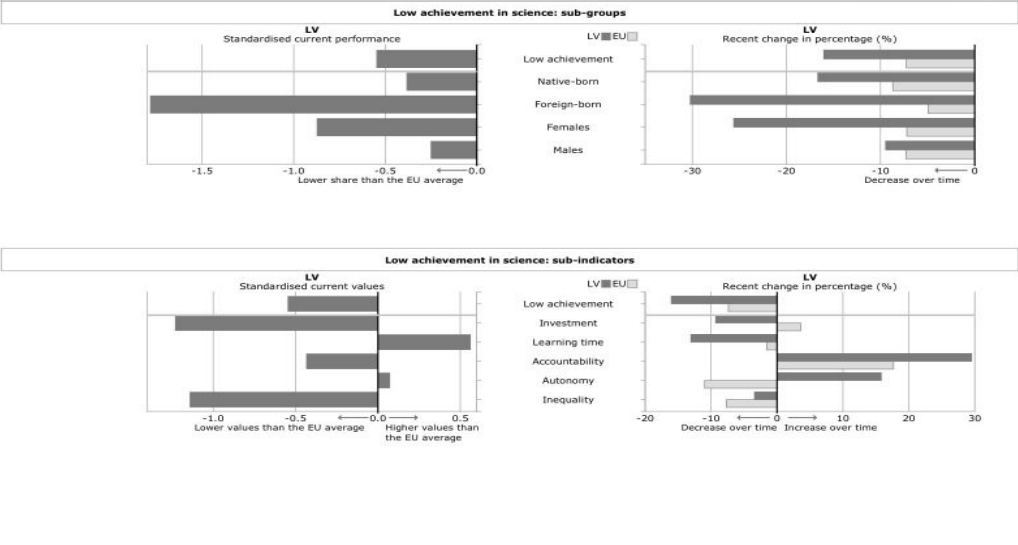 Low achievement in science: sub-groups
LV
Standardised current performance
LV EU
LV
Recent change in percentage (%)
Low achievement
Native-born
Foreign-born
Females
Males
-1.5 -1.0 -0.5 0.0
Lower share than the EU average
-30 -20 -10 0
Decrease over time
Low achievement in science: sub-indicators
LV
Standardised current values
LV EU
LV
Recent change in percentage (%)
Low achievement
Investment
Learning time
Accountability
Autonomy
Inequality
-1.0 -0.5 0.0 0.5
Lower values than the EU average
Higher values than
the EU average
-20 -10 0 10 20 30
Decrease over time Increase over time